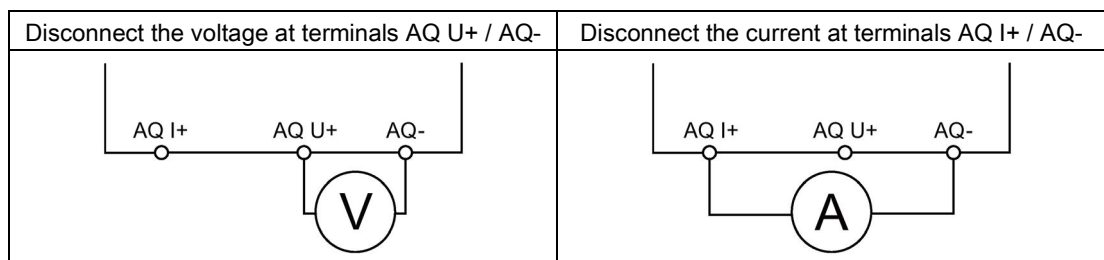 Disconnect the voltage at terminals AQ U+ / AQ-
Disconnect the current at terminals AQ I+ / AQ-
AQ I+ AQ U+ AQ-
V
AQ I+ AQ U+ AQ-
A